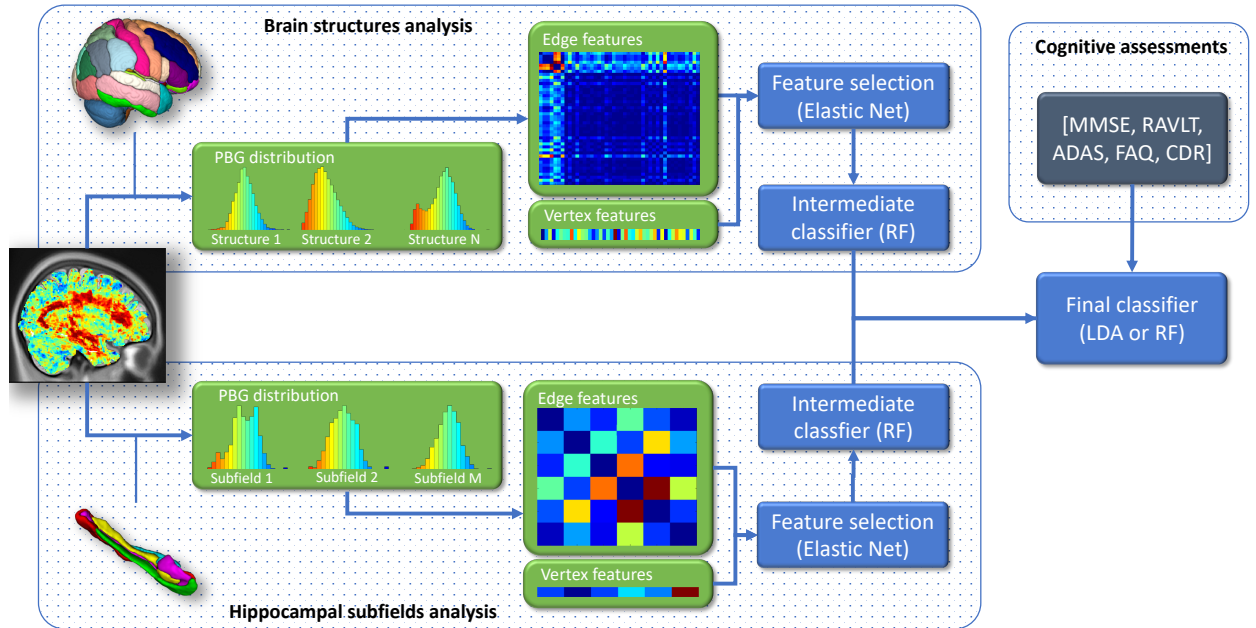 Brain structures analysis
Edge features
PBG distribution
Structure 1
Structure 2
Structure N
Vertex features
Feature selection
(Elastic Net)
Intermediate
classifier (RF)
Cognitive assessments
[MMSE, RAVLT,
ADAS, FAQ, CDR]
Final classifier
(LDA or RF)
PBG distribution
Subfield 1
Subfield 2
Subfield M
Edge features
Vertex features
Intermediate
classfier (RF)
Feature selection
(Elastic Net)
Hippocampal subfields analysis